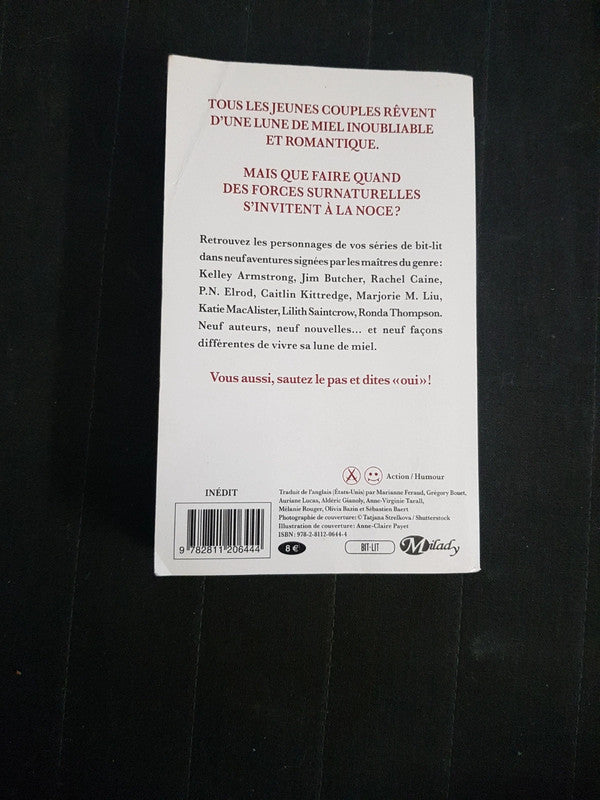 TOUS LES JEUNES COUPLES RÊVENT
D'UNE LUNE DE MIEL INOUBLIABLE
ET ROMANTIQUE.
MAIS QUE FAIRE QUAND
DES FORCES SURNATURELLES
S'INVITENT À LA NOCE ?
Retrouvez les personnages de vos séries de bit-lit
dans neuf aventures signées par les maîtres du genre :
Kelley Armstrong, Jim Butcher, Rachel Caine,
P.N. Elrod, Caitlin Kittredge, Marjorie M. Liu,
Katie MacAlister, Lilith Saintcrow, Ronda Thompson.
Neuf auteurs, neuf nouvelles... et neuf façons
différentes de vivre sa lune de miel.
Vous aussi, sautez le pas et dites «oui» !
Action / Humour
INÉDIT
Traduit de l'anglais (États-Unis) par Marianne Feraud, Grégory Bouet,
Auriane Lucas, Aldéric Gianoly, Anne-Virginie Tarall,
Mélanie Rouger, Olivia Bazin et Sébastien Baert
Photographie de couverture : © Tatjana Strelkova / Shutterstock
Illustration de couverture : Anne-Claire Payet
ISBN : 978-2-8112-0644-4
9 782811 206444
8 €
BIT-LIT
Milady